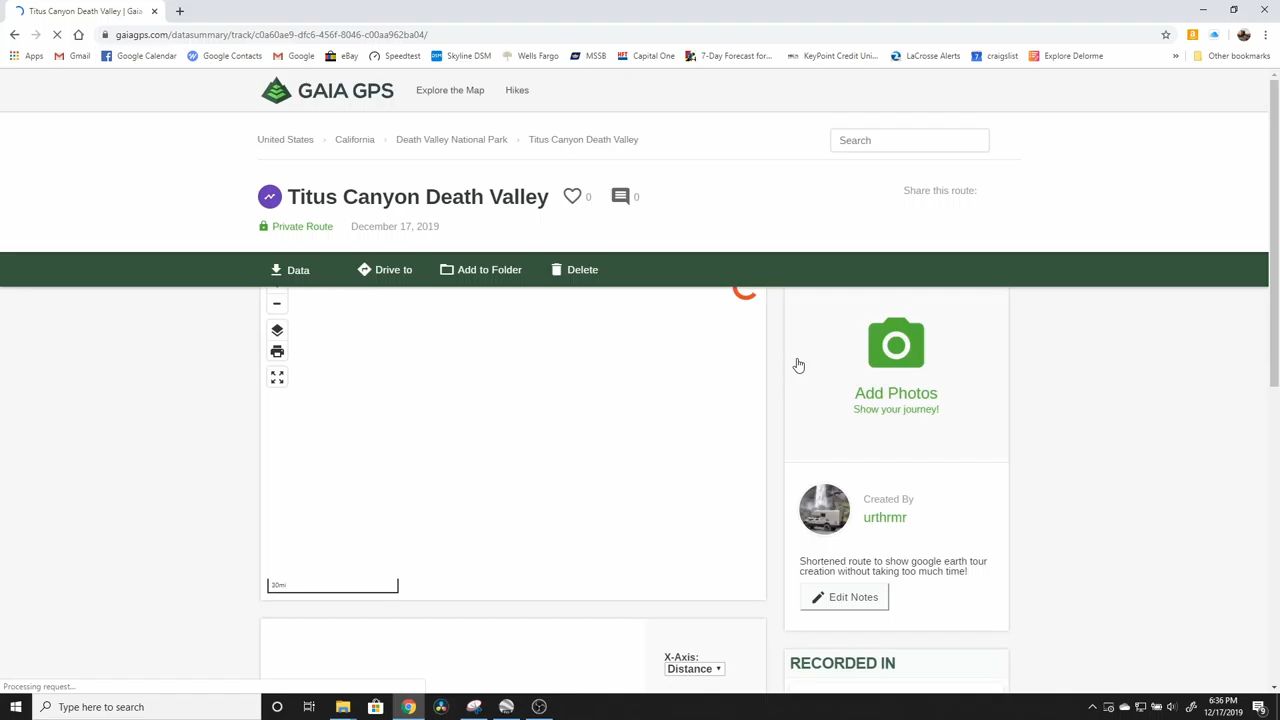 Titus Canyon Death Valley | Gaia G
gaiagps.com/datasummary/track/c0a60ae9-dfc6-456f-8046-c00aa962ba04/
Apps Gmail Google Calendar Google Contacts Google eBay Speedtest Skyline DSM Wells Fargo MSSB Capital One 7-Day Forecast for... KeyPoint Credit Uni... LaCrosse Alerts craigslist Explore Delorme » Other bookmarks
GAIA GPS Explore the Map Hikes
United States › California › Death Valley National Park › Titus Canyon Death Valley Search
Titus Canyon Death Valley 0 0 Share this route:
Private Route December 17, 2019
Data Drive to Add to Folder Delete
Add Photos
Show your journey!
Created By
urthrmr
Shortened route to show google earth tour
creation without taking too much time!
30mi
Edit Notes
X-Axis:
Distance
RECORDED IN
Processing request...
Type here to search
6:36 PM
12/17/2019